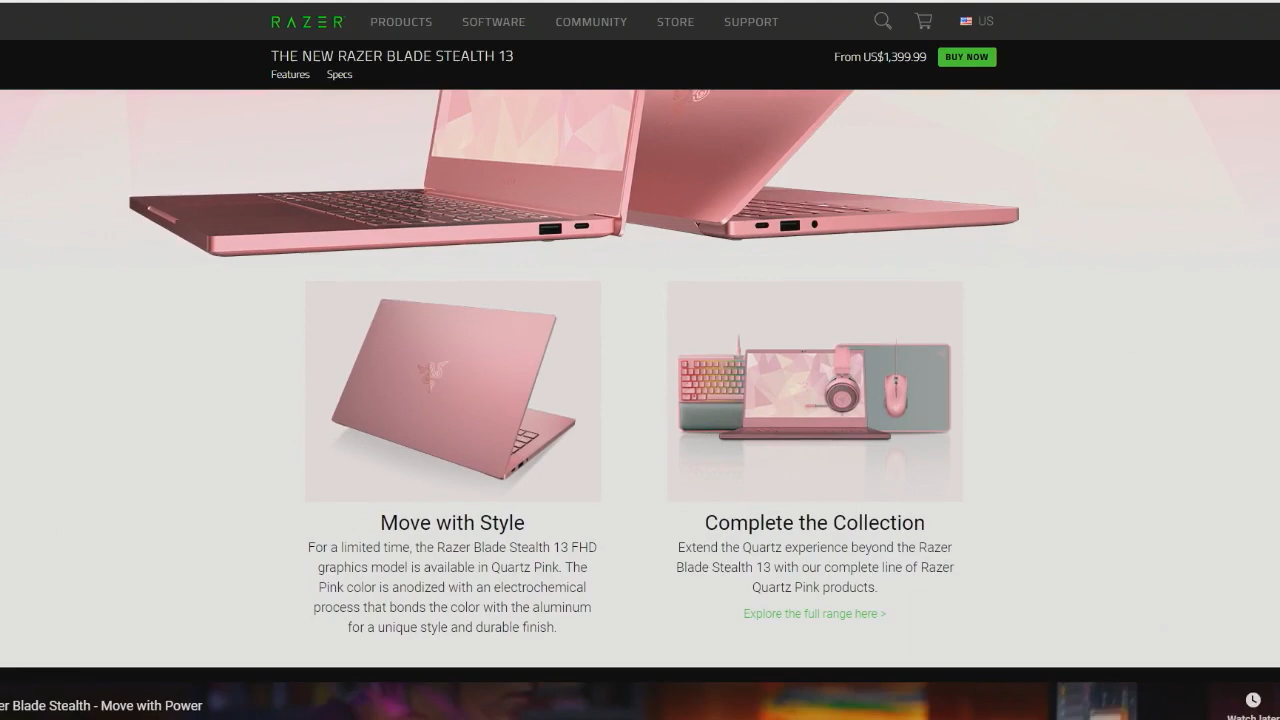 RAZER PRODUCTS SOFTWARE COMMUNITY STORE SUPPORT US
THE NEW RAZER BLADE STEALTH 13
From US$1,399.99 BUY NOW
Features Specs
Move with Style
For a limited time, the Razer Blade Stealth 13 FHD
graphics model is available in Quartz Pink. The
Pink color is anodized with an electrochemical
process that bonds the color with the aluminum
for a unique style and durable finish.
Complete the Collection
Extend the Quartz experience beyond the Razer
Blade Stealth 13 with our complete line of Razer
Quartz Pink products.
Explore the full range here >
er Blade Stealth - Move with Power
Watch later